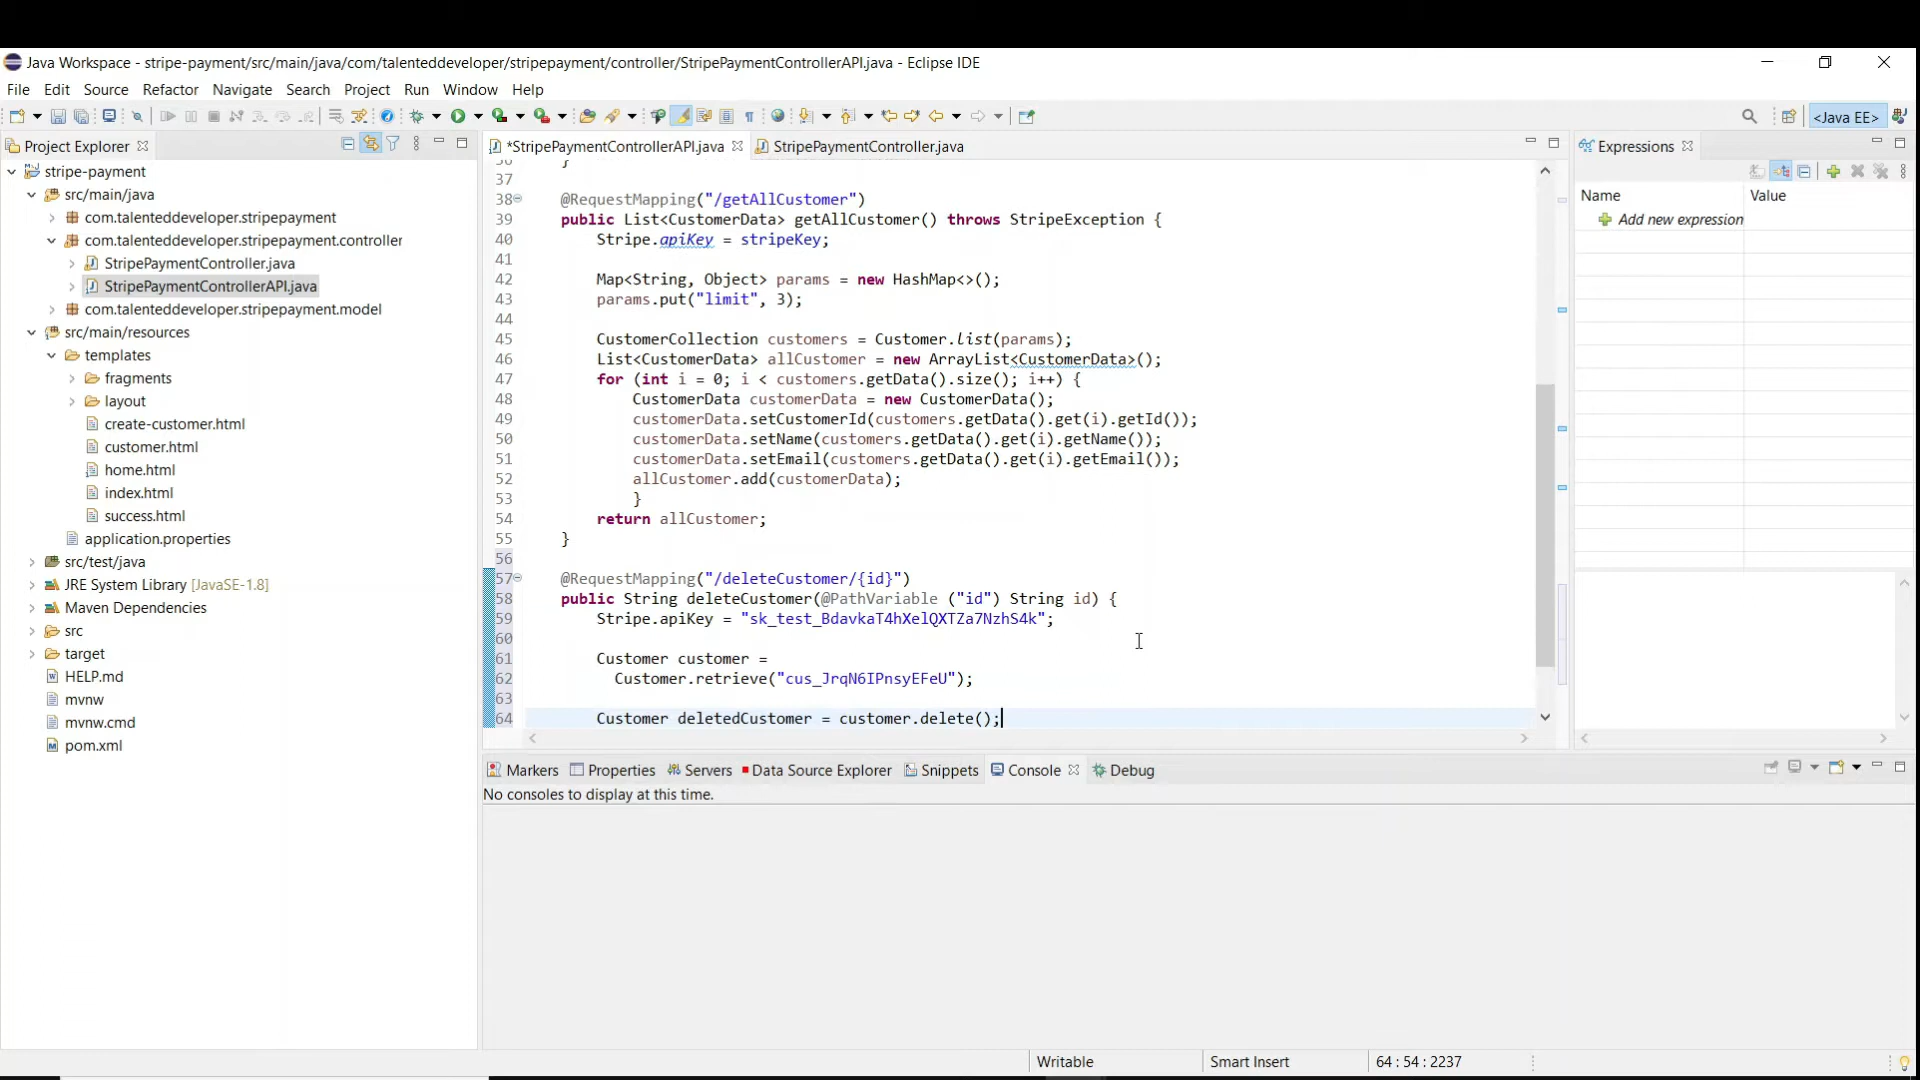 Java Workspace - stripe-payment/src/main/java/com/talenteddeveloper/stripepayment/controller/StripePaymentControllerAPI.java - Eclipse IDE
File Edit Source Refactor Navigate Search Project Run Window Help
<Java EE>
Project Explorer
stripe-payment
src/main/java
com.talenteddeveloper.stripepayment
com.talenteddeveloper.stripepayment.controller
StripePaymentController.java
StripePaymentControllerAPI.java
com.talenteddeveloper.stripepayment.model
src/main/resources
templates
fragments
layout
create-customer.html
customer.html
home.html
index.html
success.html
application.properties
src/test/java
JRE System Library [JavaSE-1.8]
Maven Dependencies
src
target
HELP.md
mvnw
mvnw.cmd
pom.xml
*StripePaymentControllerAPI.java StripePaymentController.java
36 }
37
38 @RequestMapping("/getAllCustomer")
39 public List<CustomerData> getAllCustomer() throws StripeException {
40 Stripe.apiKey = stripeKey;
41
42 Map<String, Object> params = new HashMap<>();
43 params.put("limit", 3);
44
45 CustomerCollection customers = Customer.list(params);
46 List<CustomerData> allCustomer = new ArrayList<CustomerData>();
47 for (int i = 0; i < customers.getData().size(); i++) {
48 CustomerData customerData = new CustomerData();
49 customerData.setCustomerId(customers.getData().get(i).getId());
50 customerData.setName(customers.getData().get(i).getName());
51 customerData.setEmail(customers.getData().get(i).getEmail());
52 allCustomer.add(customerData);
53 }
54 return allCustomer;
55 }
56
57 @RequestMapping("/deleteCustomer/{id}")
58 public String deleteCustomer(@PathVariable ("id") String id) {
59 Stripe.apiKey = "sk_test_BdavkaT4hXelQXTZa7NzhS4k";
60
61 Customer customer =
62 Customer.retrieve("cus_JrqN6IPnsyEFeU");
63
64 Customer deletedCustomer = customer.delete();
Expressions
Name Value
Add new expression
Markers Properties Servers Data Source Explorer Snippets Console Debug
No consoles to display at this time.
Writable Smart Insert 64 : 54 : 2237